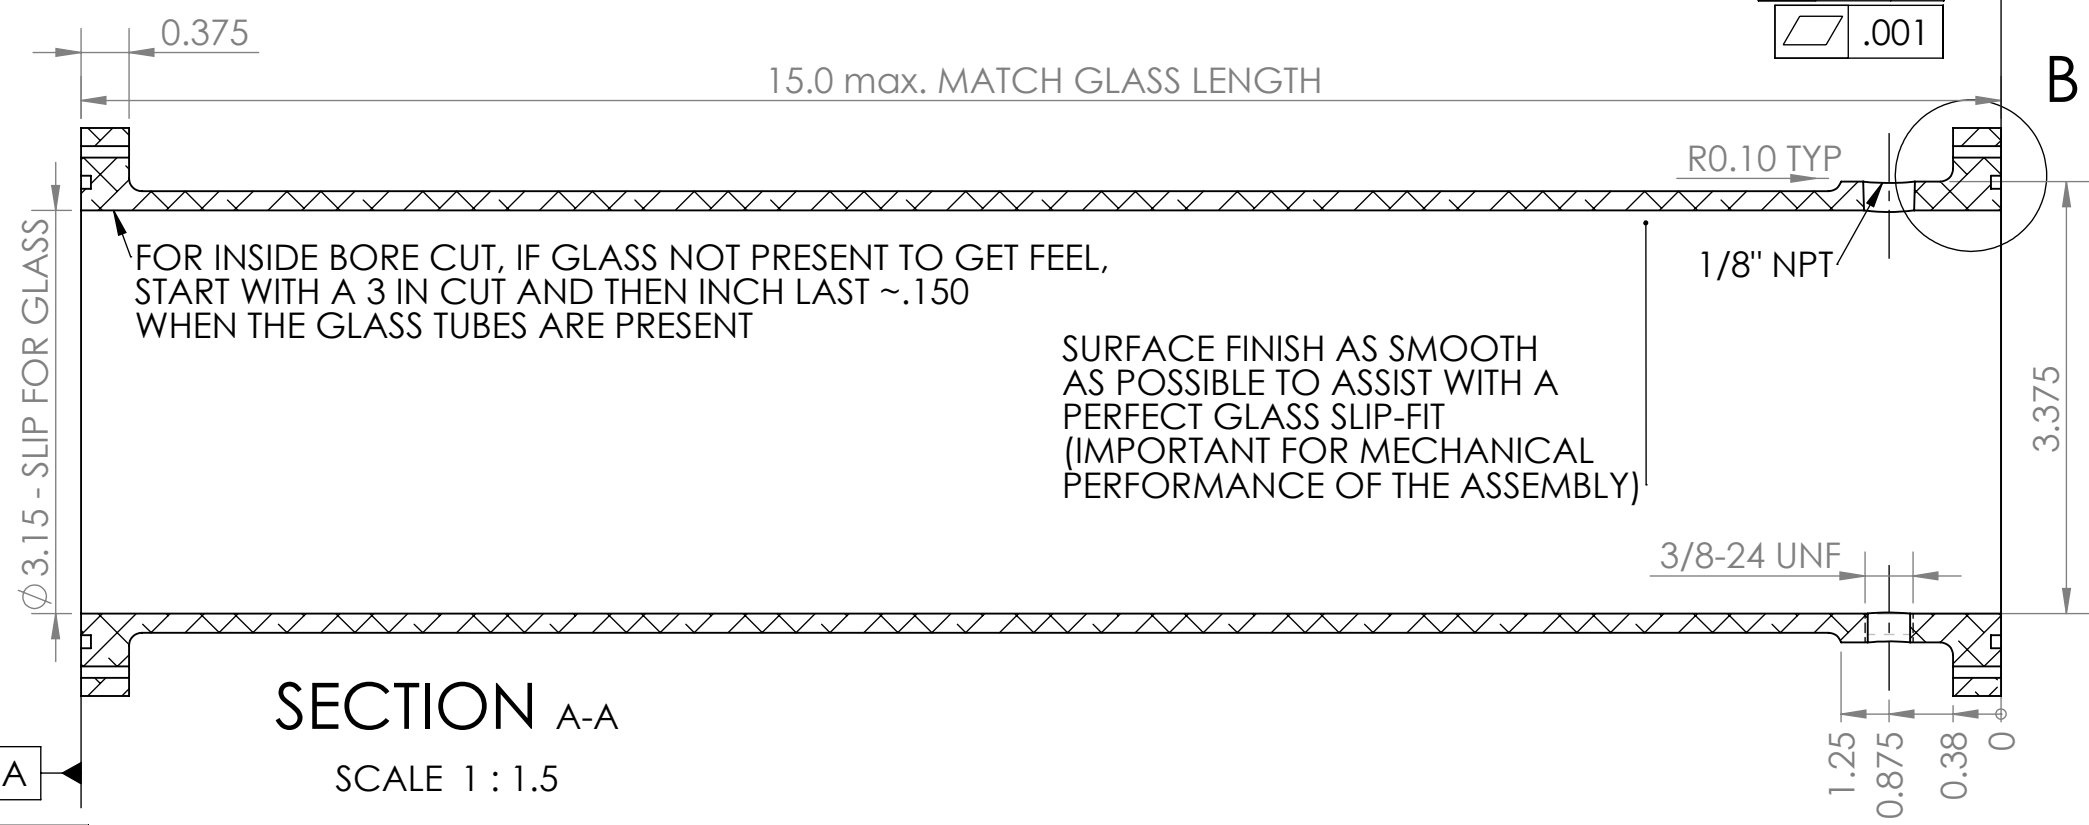 0.375
.001
15.0 max. MATCH GLASS LENGTH
B
R0.10 TYP
1/8" NPT
FOR INSIDE BORE CUT, IF GLASS NOT PRESENT TO GET FEEL,
START WITH A 3 IN CUT AND THEN INCH LAST ~.150
WHEN THE GLASS TUBES ARE PRESENT
Ø3.15 - SLIP FOR GLASS
SURFACE FINISH AS SMOOTH
AS POSSIBLE TO ASSIST WITH A
PERFECT GLASS SLIP-FIT
(IMPORTANT FOR MECHANICAL
PERFORMANCE OF THE ASSEMBLY)
3.375
3/8-24 UNF
SECTION A-A
SCALE 1 : 1.5
A
1.25
0.875
0.38
0